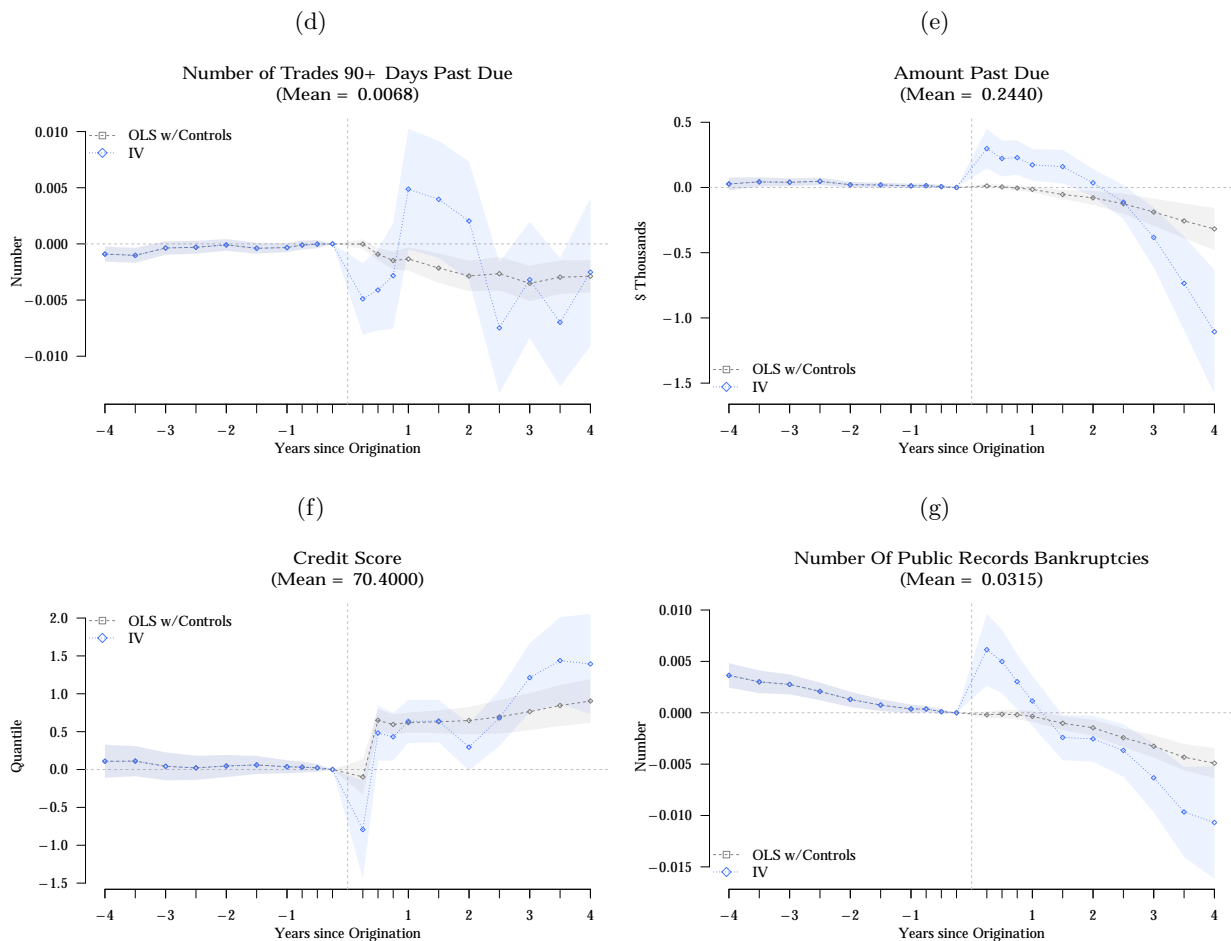 (d)
Number of Trades 90+ Days Past Due
(Mean = 0.0068)
OLS w/Controls
IV
0.010
0.005
0.000
−0.005
−0.010
Number
−4 −3 −2 −1 1 2 3 4
Years since Origination
(e)
Amount Past Due
(Mean = 0.2440)
0.5
0.0
−0.5
−1.0
−1.5
$ Thousands
OLS w/Controls
IV
−4 −3 −2 −1 1 2 3 4
Years since Origination
(f)
Credit Score
(Mean = 70.4000)
OLS w/Controls
IV
2.0
1.5
1.0
0.5
0.0
−0.5
−1.0
−1.5
Quantile
−4 −3 −2 −1 1 2 3 4
Years since Origination
(g)
Number Of Public Records Bankruptcies
(Mean = 0.0315)
0.010
0.005
0.000
−0.005
−0.010
−0.015
Number
OLS w/Controls
IV
−4 −3 −2 −1 1 2 3 4
Years since Origination